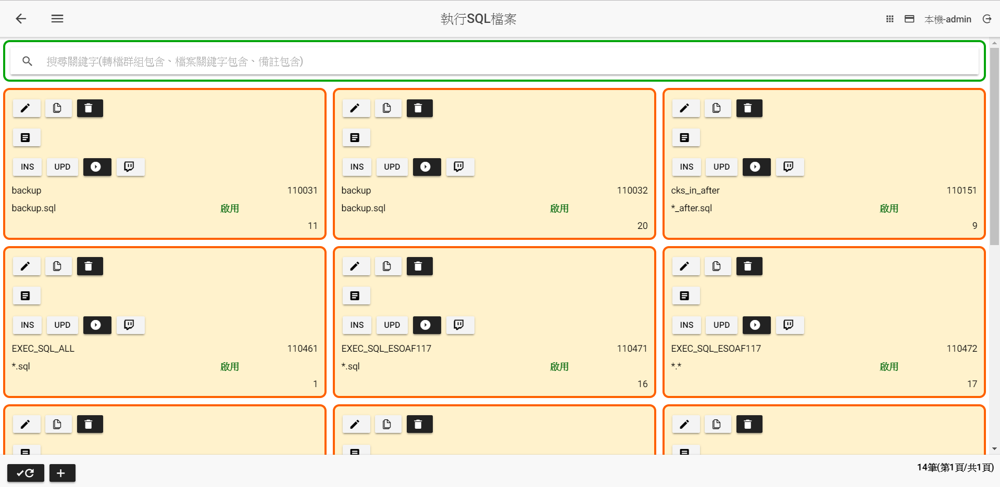 執行SQL檔案
本機-admin
搜尋關鍵字(轉檔群組包含、檔案關鍵字包含、備註包含)
INS UPD
backup 110031
backup.sql 啟用
11
INS UPD
backup 110032
backup.sql 啟用
20
INS UPD
cks_in_after 110151
*_after.sql 啟用
9
INS UPD
EXEC_SQL_ALL 110461
*.sql 啟用
1
INS UPD
EXEC_SQL_ESOAF117 110471
*.sql 啟用
16
INS UPD
EXEC_SQL_ESOAF117 110472
*.* 啟用
17
14筆(第1頁/共1頁)